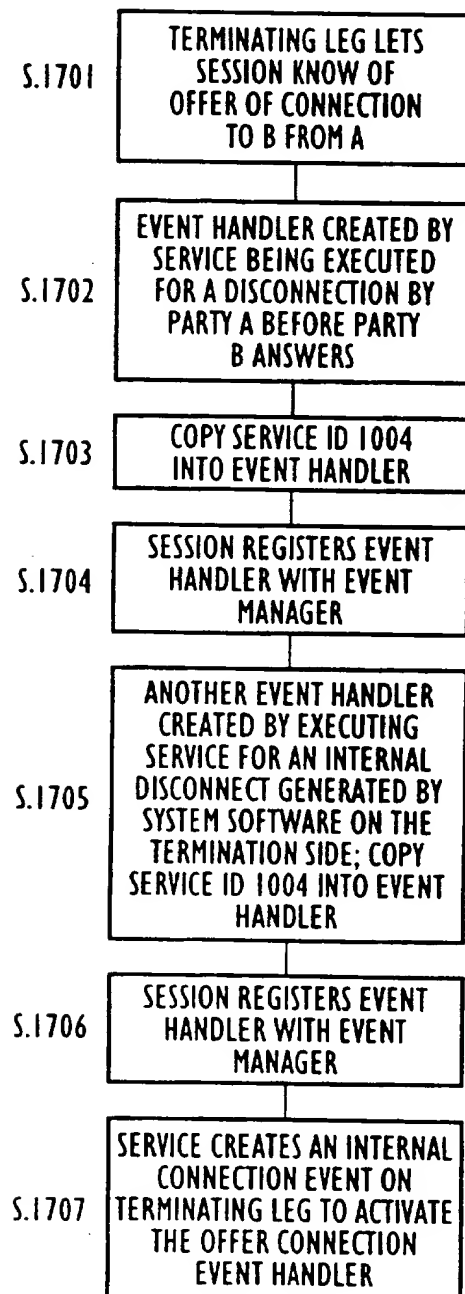 S.1701
TERMINATING LEG LETS
SESSION KNOW OF
OFFER OF CONNECTION
TO B FROM A
S.1702
EVENT HANDLER CREATED BY
SERVICE BEING EXECUTED
FOR A DISCONNECTION BY
PARTY A BEFORE PARTY
B ANSWERS
S.1703
COPY SERVICE ID 1004
INTO EVENT HANDLER
S.1704
SESSION REGISTERS EVENT
HANDLER WITH EVENT
MANAGER
S.1705
ANOTHER EVENT HANDLER
CREATED BY EXECUTING
SERVICE FOR AN INTERNAL
DISCONNECT GENERATED BY
SYSTEM SOFTWARE ON THE
TERMINATION SIDE; COPY
SERVICE ID 1004 INTO EVENT
HANDLER
S.1706
SESSION REGISTERS EVENT
HANDLER WITH EVENT
MANAGER
S.1707
SERVICE CREATES AN INTERNAL
CONNECTION EVENT ON
TERMINATING LEG TO ACTIVATE
THE OFFER CONNECTION
EVENT HANDLER